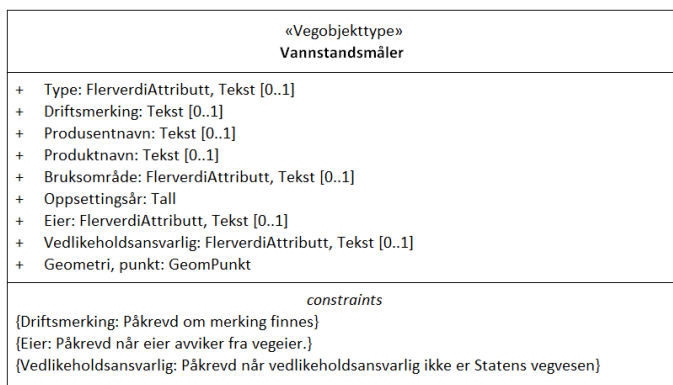 «Vegobjekttype»
Vannstandsmåler
+ Type: FlerverdiAttributt, Tekst [0..1]
+ Driftsmerking: Tekst [0..1]
+ Produsentnavn: Tekst [0..1]
+ Produktnavn: Tekst [0..1]
+ Bruksområde: FlerverdiAttributt, Tekst [0..1]
+ Oppsettingsår: Tall
+ Eier: FlerverdiAttributt, Tekst [0..1]
+ Vedlikeholdsansvarlig: FlerverdiAttributt, Tekst [0..1]
+ Geometri, punkt: GeomPunkt
constraints
{Driftsmerking: Påkrevd om merking finnes}
{Eier: Påkrevd når eier avviker fra vegeier.}
{Vedlikeholdsansvarlig: Påkrevd når vedlikeholdsansvarlig ikke er Statens vegvesen}